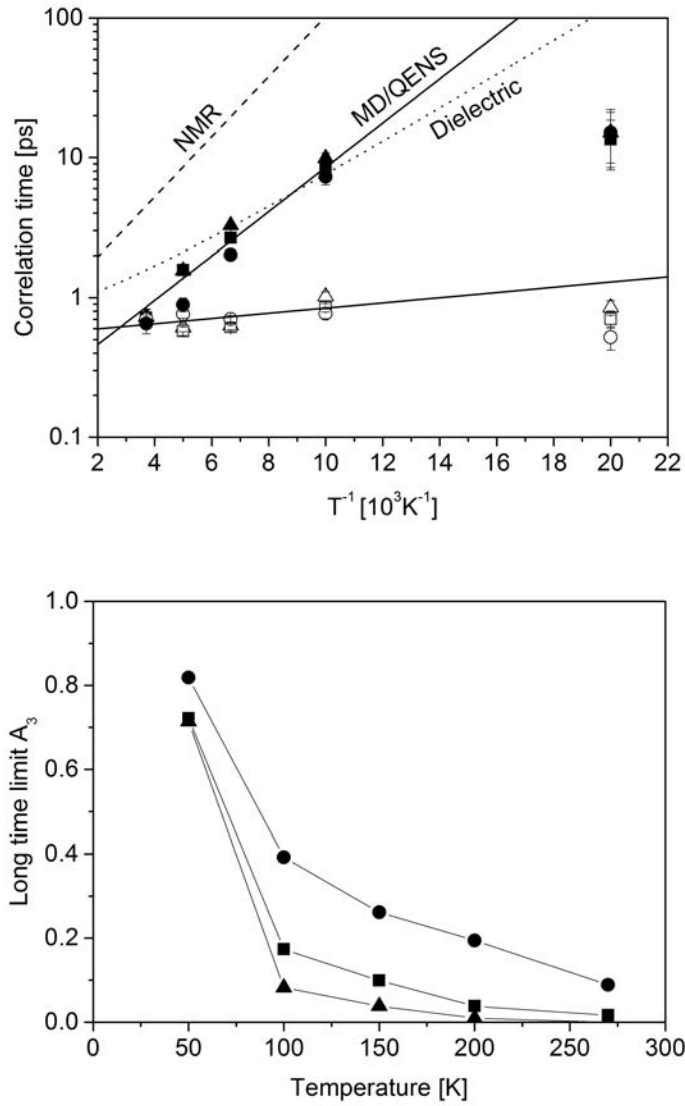 100
10
1
0.1
Correlation time [ps]
NMR
MD/QENS
Dielectric
2 4 6 8 10 12 14 16 18 20 22
T⁻¹ [10³K⁻¹]
1.0
0.8
0.6
0.4
0.2
0.0
Long time limit A₃
0 50 100 150 200 250 300
Temperature [K]